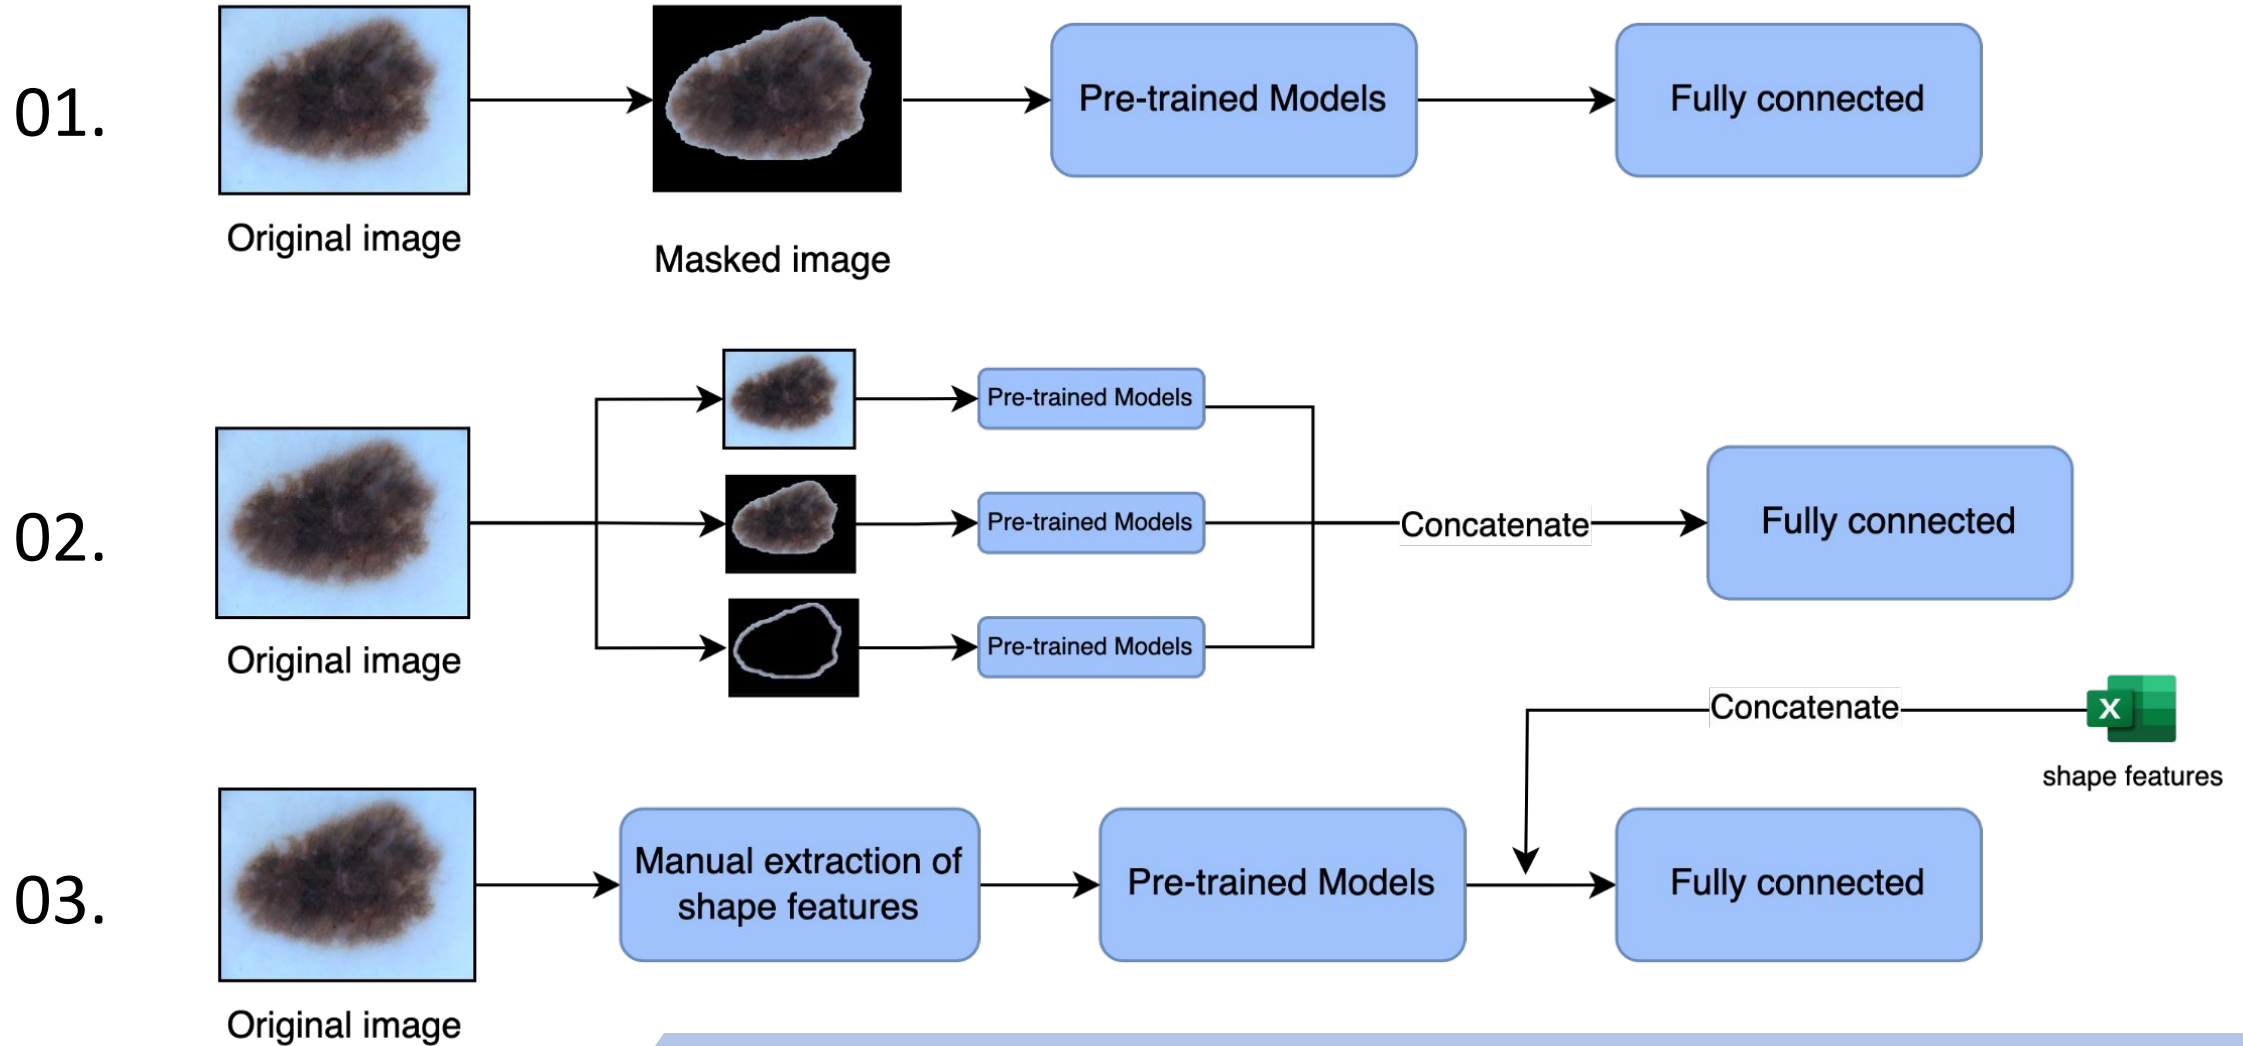 01.
Original image
Masked image
Pre-trained Models
Fully connected
02.
Original image
Pre-trained Models
Pre-trained Models
Pre-trained Models
Concatenate
Fully connected
Concatenate
X
shape features
03.
Original image
Manual extraction of
shape features
Pre-trained Models
Fully connected